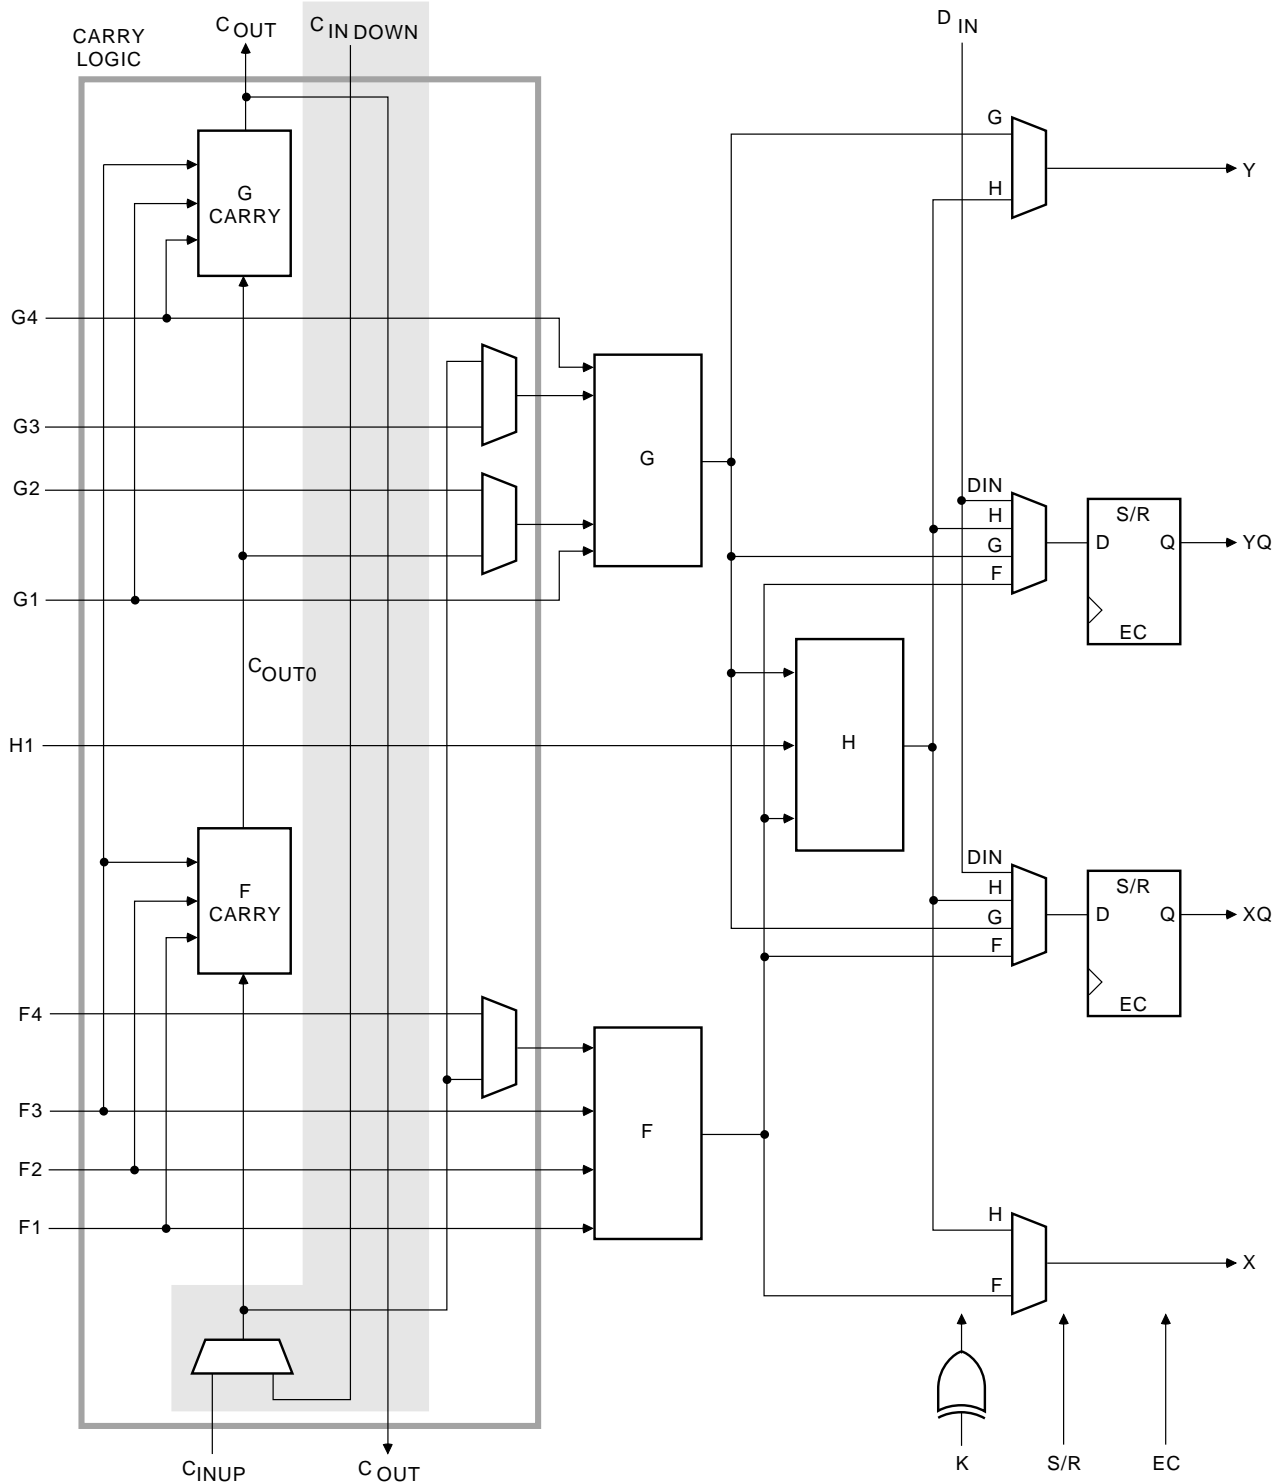 C OUT
C IN DOWN
D IN
CARRY
LOGIC
G
H
Y
G
CARRY
G4
G3
G2
G1
G
DIN
H
G
F
S/R
D Q
EC
YQ
C OUT0
H1
H
F
CARRY
DIN
H
G
F
S/R
D Q
EC
XQ
F4
F3
F2
F1
F
H
F
X
C INUP
C OUT
K
S/R
EC